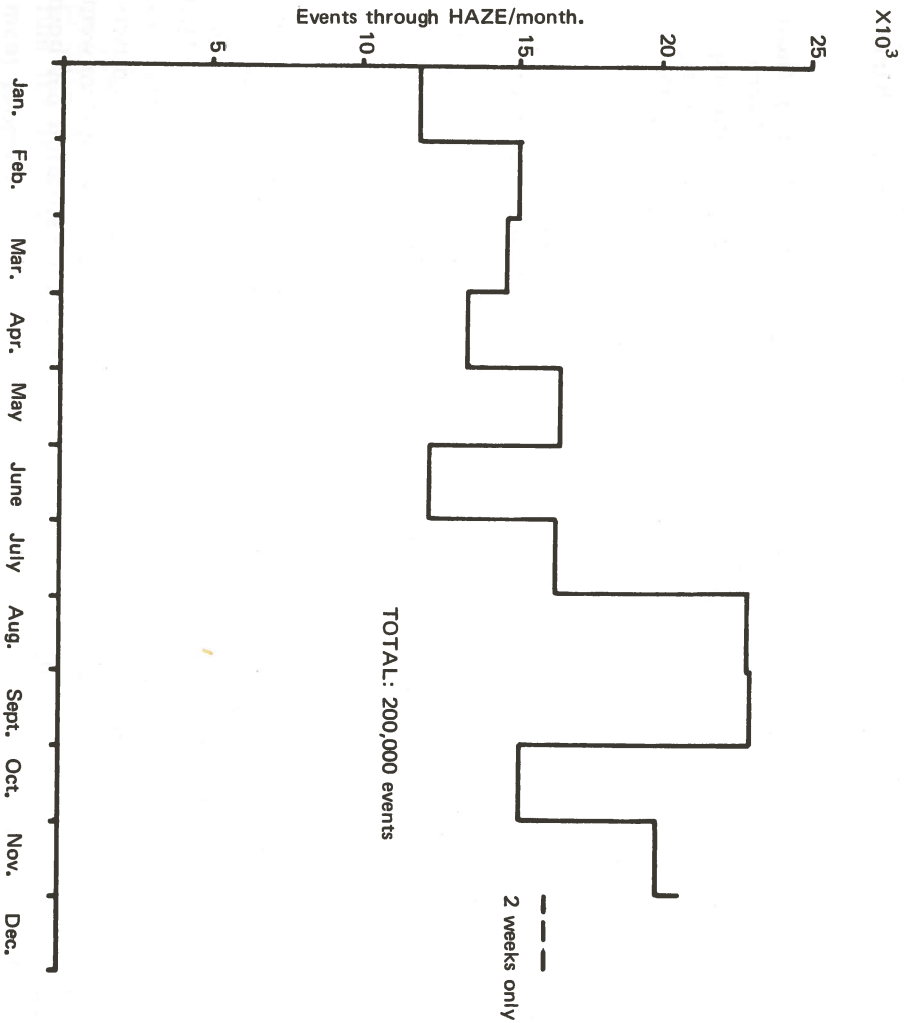 X10³
Events through HAZE/month.
25
20
15
10
5
TOTAL: 200,000 events
2 weeks only
Jan. Feb. Mar. Apr. May June July Aug. Sept. Oct. Nov. Dec.